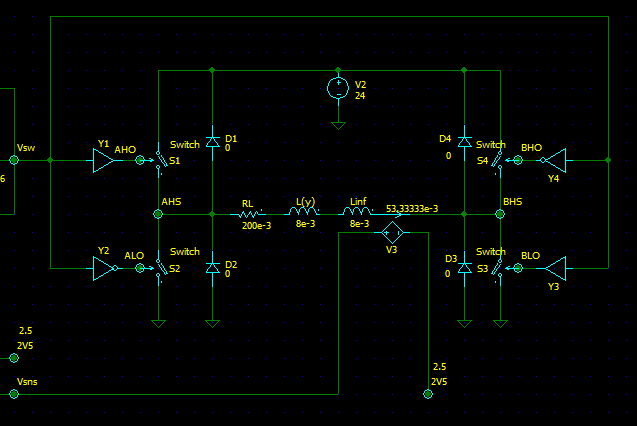 V2
24
Vsw
6
Y1
AHO
Switch
S1
D1
0
D4
0
Switch
S4
BHO
Y4
AHS
RL
200e-3
L(y)
8e-3
Linf
8e-3
53.33333e-3
BHS
V3
Y2
ALO
Switch
S2
D2
0
D3
0
Switch
S3
BLO
Y3
2.5
2V5
Vsns
2.5
2V5